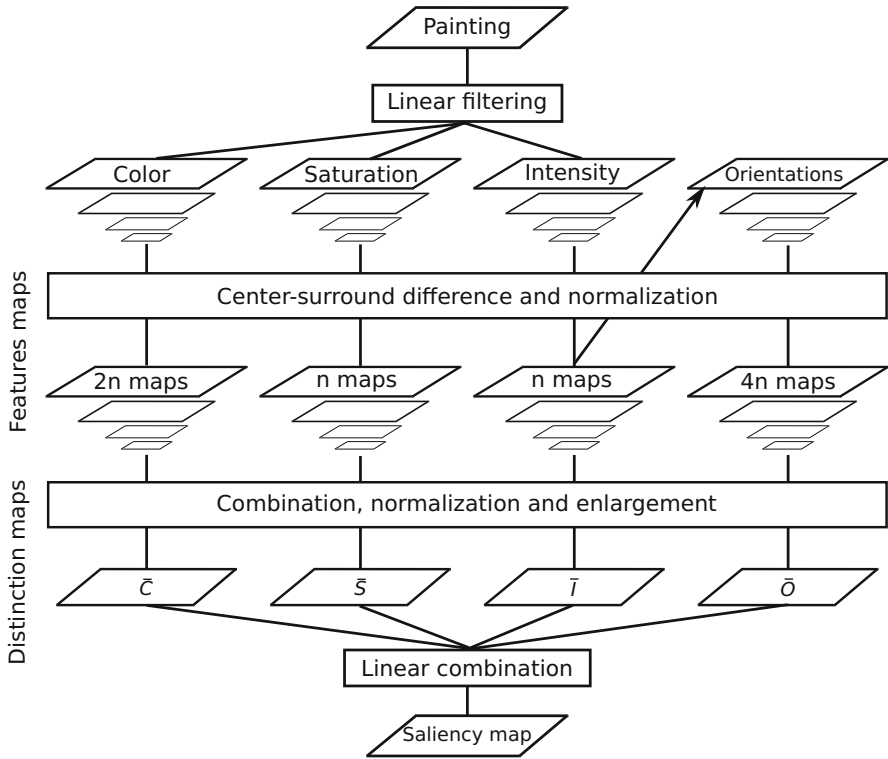 Painting
Linear filtering
Color
Saturation
Intensity
Orientations
Features maps
Center-surround difference and normalization
2n maps
n maps
n maps
4n maps
Distinction maps
Combination, normalization and enlargement
C̄
S̄
Ī
Ō
Linear combination
Saliency map